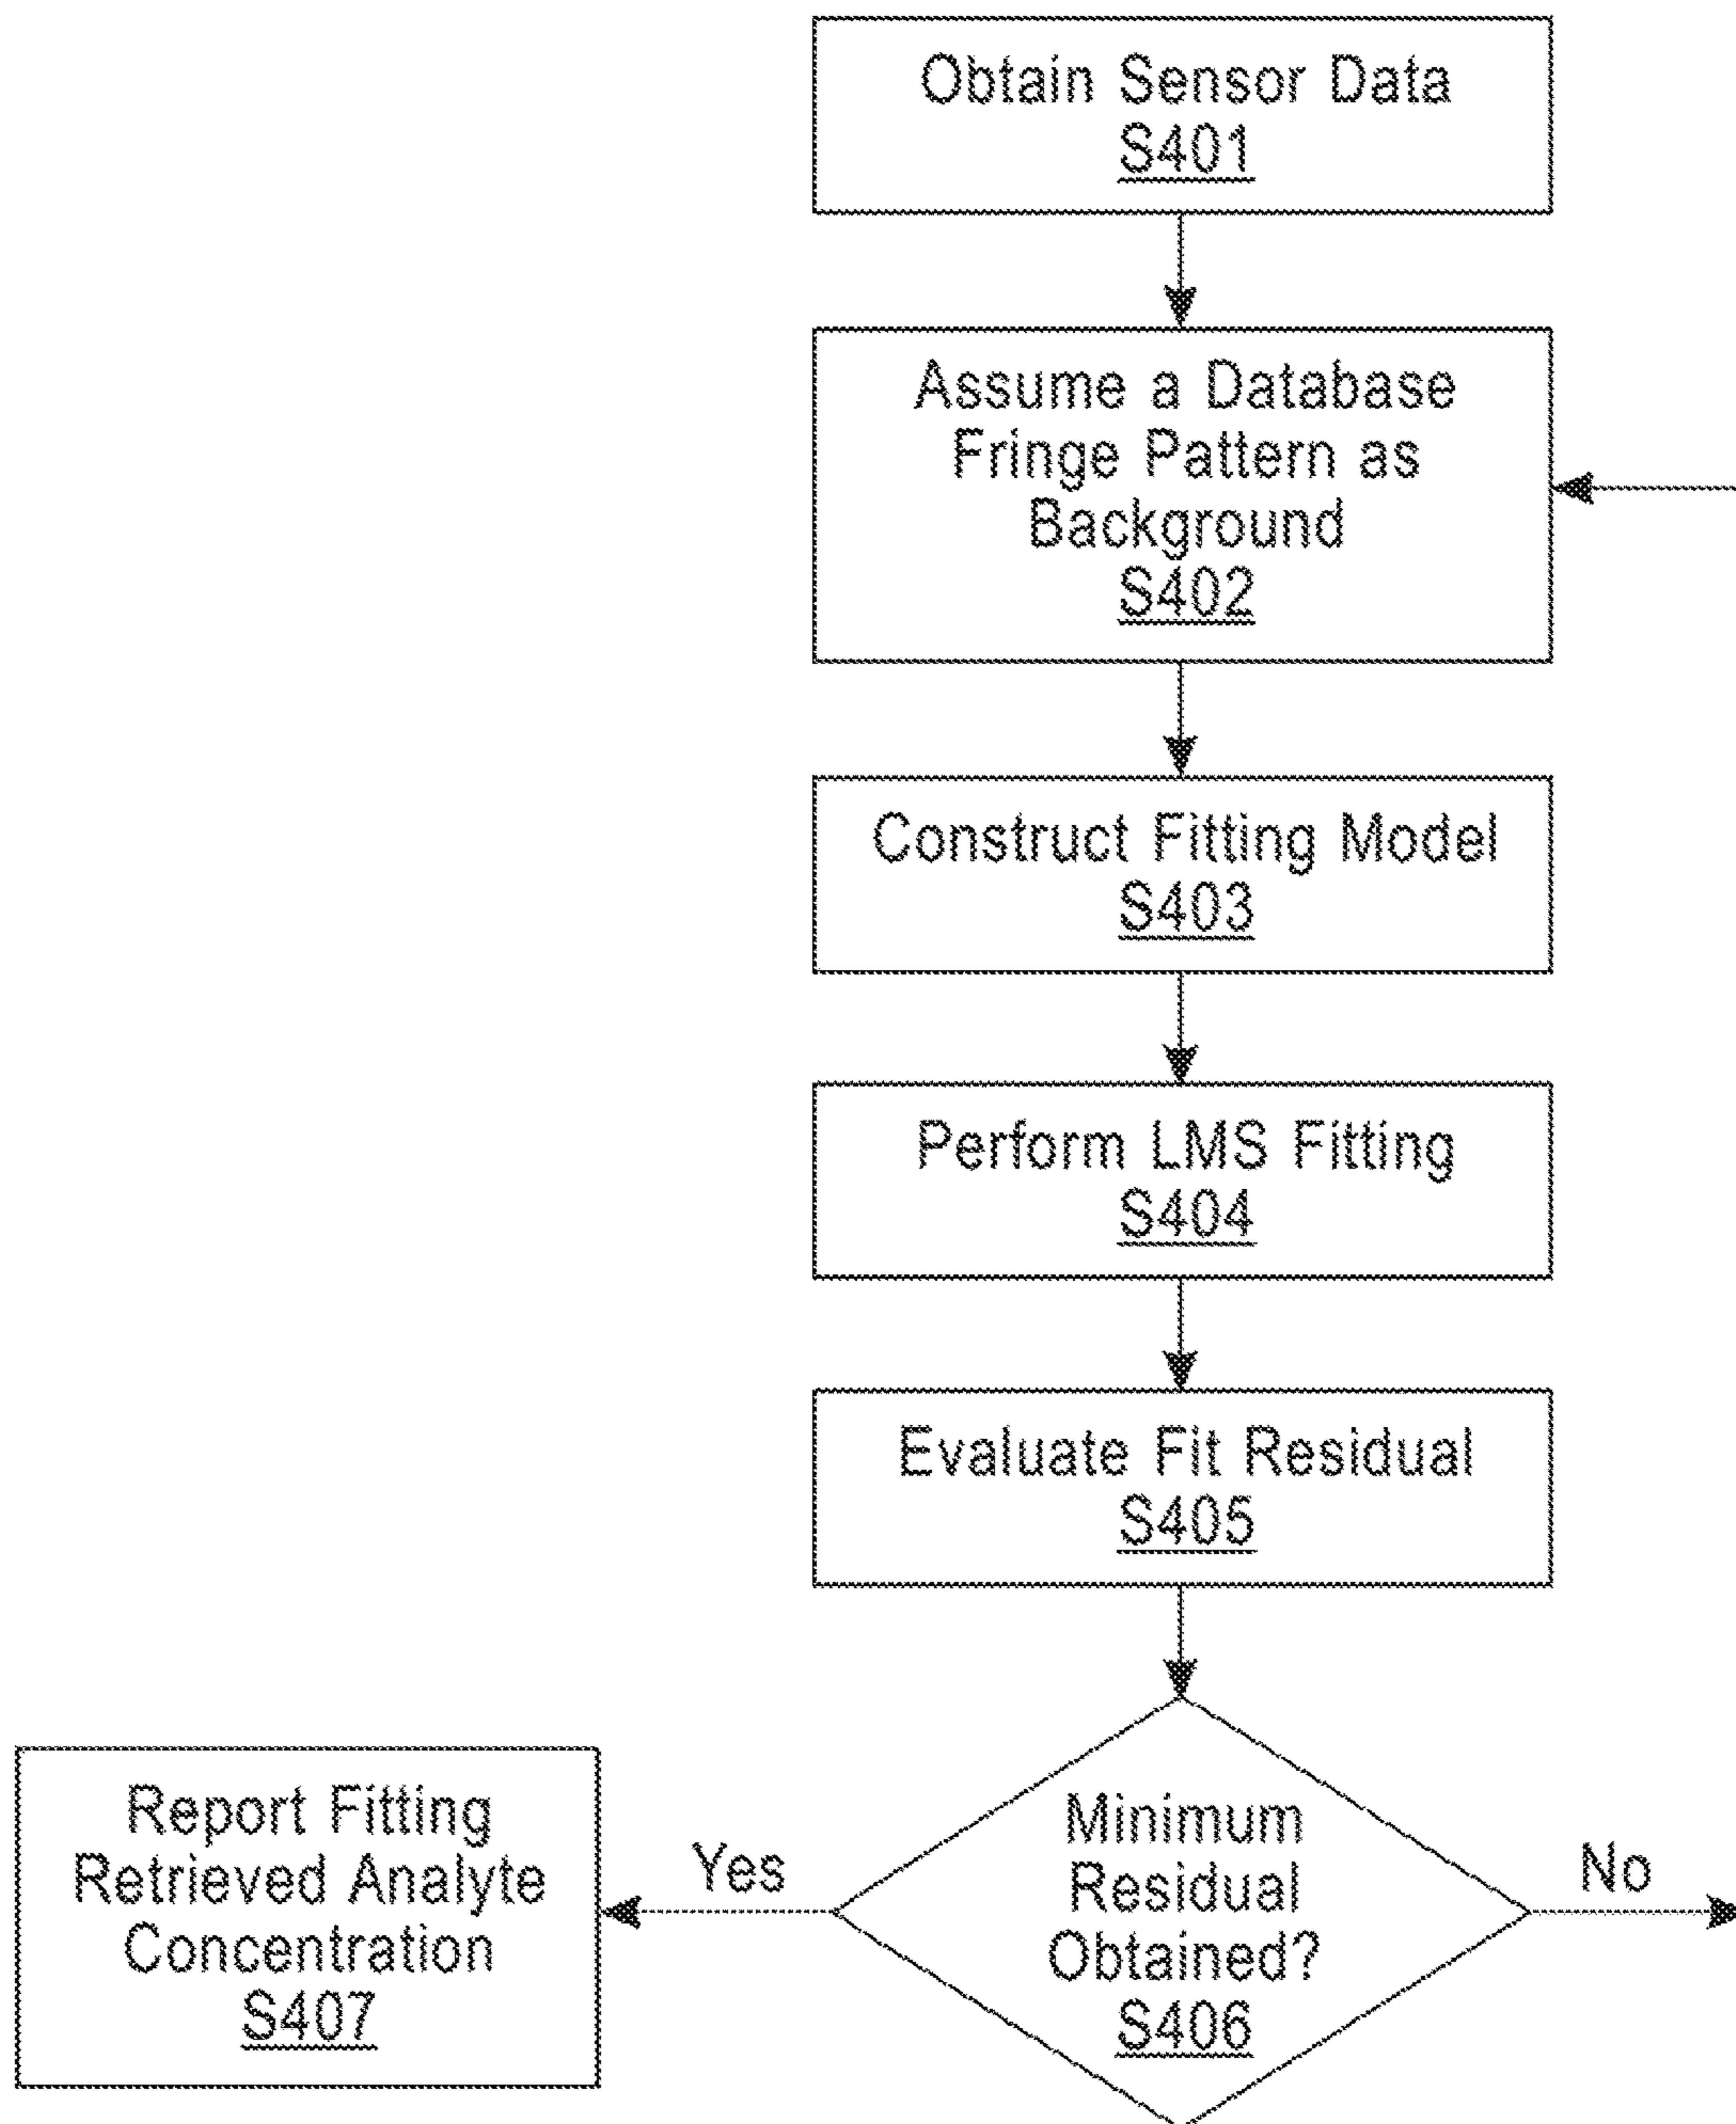 Obtain Sensor Data
S401
Assume a Database
Fringe Pattern as
Background
S402
Construct Fitting Model
S403
Perform LMS Fitting
S404
Evaluate Fit Residual
S405
Minimum
Residual
Obtained?
S406
Yes
No
Report Fitting
Retrieved Analyte
Concentration
S407